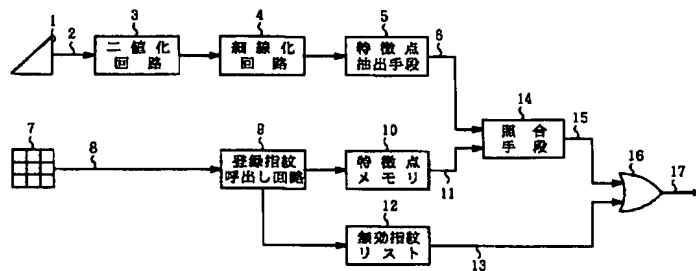 1
2
3
二値化
回路
4
細線化
回路
5
特徴点
抽出手段
6
7
8
9
登録指紋
呼出し回路
10
特徴点
メモリ
11
12
無効指紋
リスト
13
14
照合
手段
15
16
17